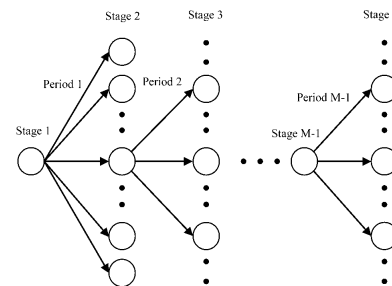 Stage 2
Stage 3
Stage
Period 1
Period 2
Period M-1
Stage 1
Stage M-1